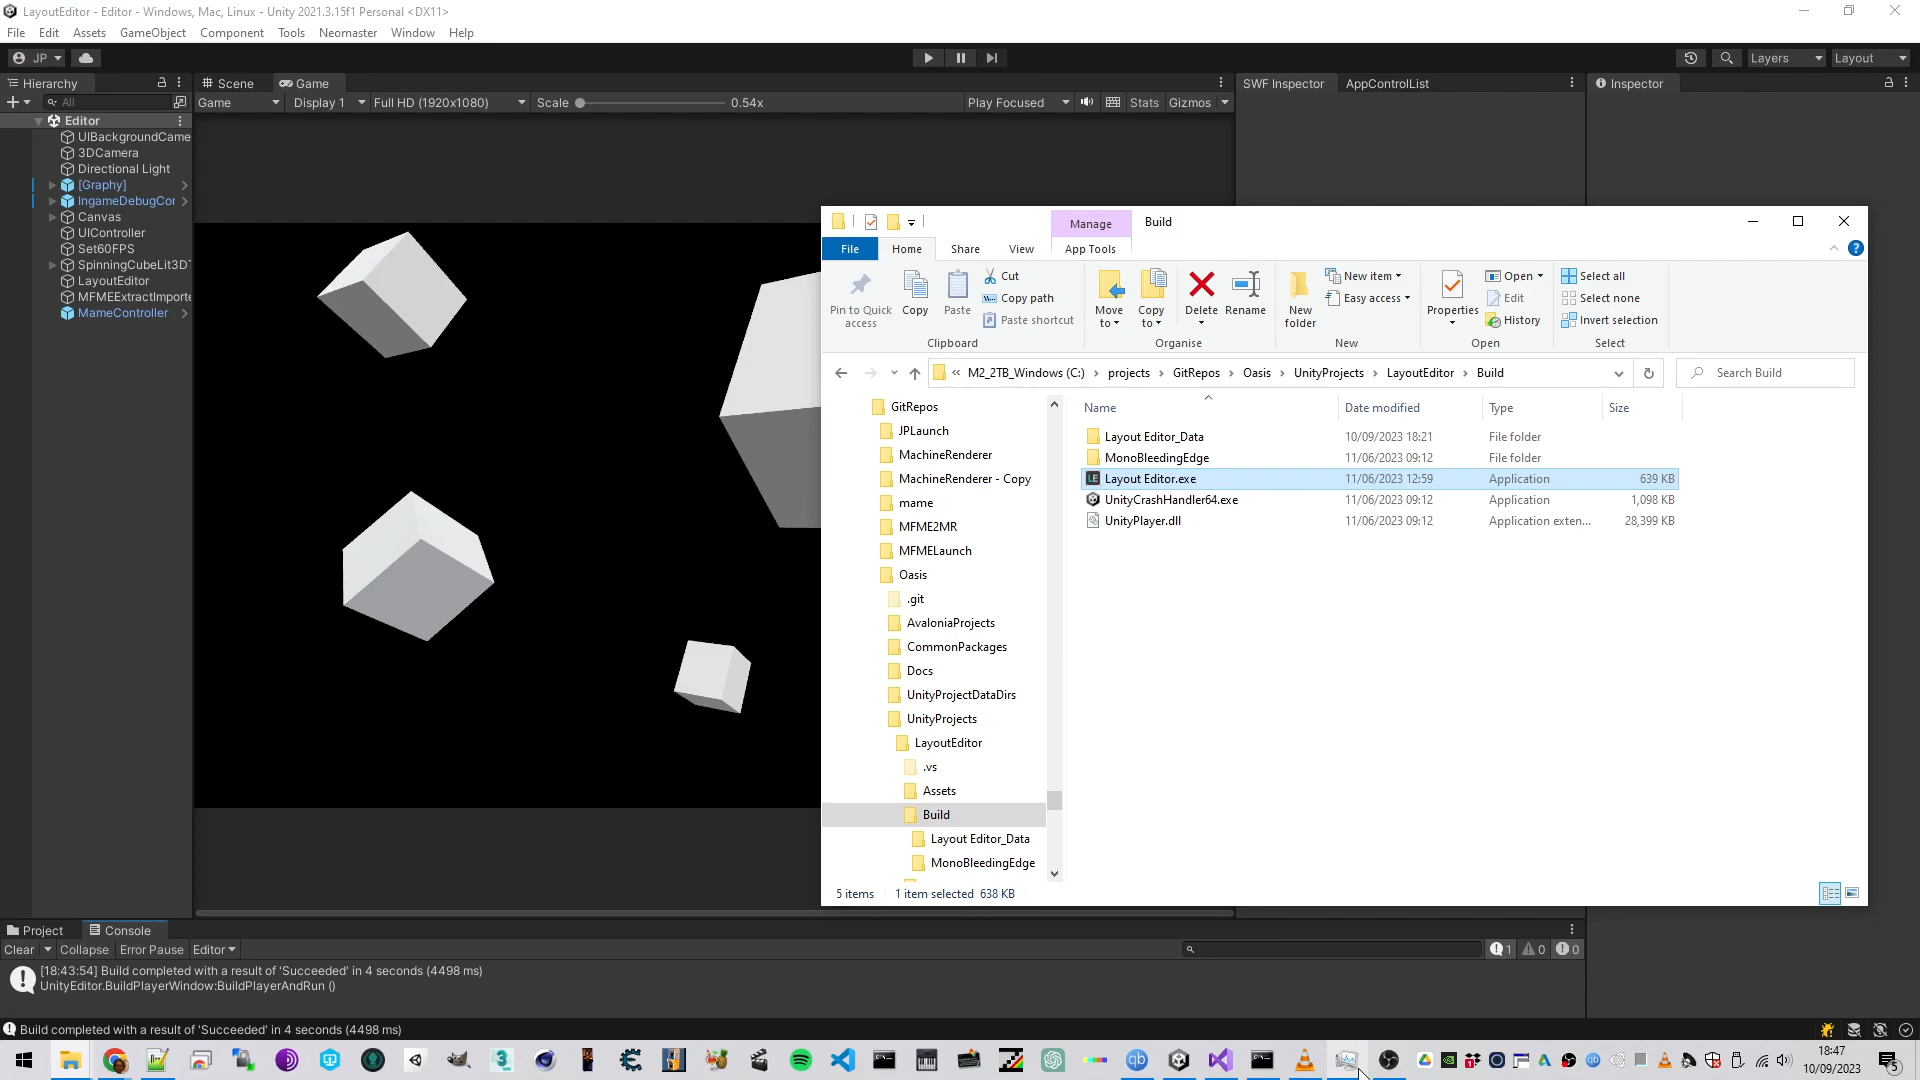 LayoutEditor - Editor - Windows, Mac, Linux - Unity 2021.3.15f1 Personal <DX11>
File Edit Assets GameObject Component Tools Neomaster Window Help
JP Layers Layout
Hierarchy Scene Game SWF Inspector AppControlList Inspector
All Game Display 1 Full HD (1920x1080) Scale 0.54x Play Focused Stats Gizmos
Editor
UIBackgroundCame
3DCamera
Directional Light
[Graphy]
IngameDebugCor
Canvas
UIController
Set60FPS
SpinningCubeLit3D
LayoutEditor
MFMEExtractImporte
MameController
Manage Build
File Home Share View App Tools
Pin to Quick access
Copy
Paste
Cut
Copy path
Paste shortcut
Move to
Copy to
Delete
Rename
New folder
New item
Easy access
Properties
Open
Edit
History
Select all
Select none
Invert selection
Clipboard Organise New Open Select
« M2_2TB_Windows (C:) › projects › GitRepos › Oasis › UnityProjects › LayoutEditor › Build
Search Build
GitRepos
JPLaunch
MachineRenderer
MachineRenderer - Copy
mame
MFME2MR
MFMELaunch
Oasis
.git
AvaloniaProjects
CommonPackages
Docs
UnityProjectDataDirs
UnityProjects
LayoutEditor
.vs
Assets
Build
Layout Editor_Data
MonoBleedingEdge
Name Date modified Type Size
Layout Editor_Data 10/09/2023 18:21 File folder
MonoBleedingEdge 11/06/2023 09:12 File folder
Layout Editor.exe 11/06/2023 12:59 Application 639 KB
UnityCrashHandler64.exe 11/06/2023 09:12 Application 1,098 KB
UnityPlayer.dll 11/06/2023 09:12 Application exten... 28,399 KB
5 items 1 item selected 638 KB
Project Console
Clear Collapse Error Pause Editor 1 0 0
[18:43:54] Build completed with a result of 'Succeeded' in 4 seconds (4498 ms)
UnityEditor.BuildPlayerWindow:BuildPlayerAndRun ()
Build completed with a result of 'Succeeded' in 4 seconds (4498 ms)
18:47
10/09/2023
5